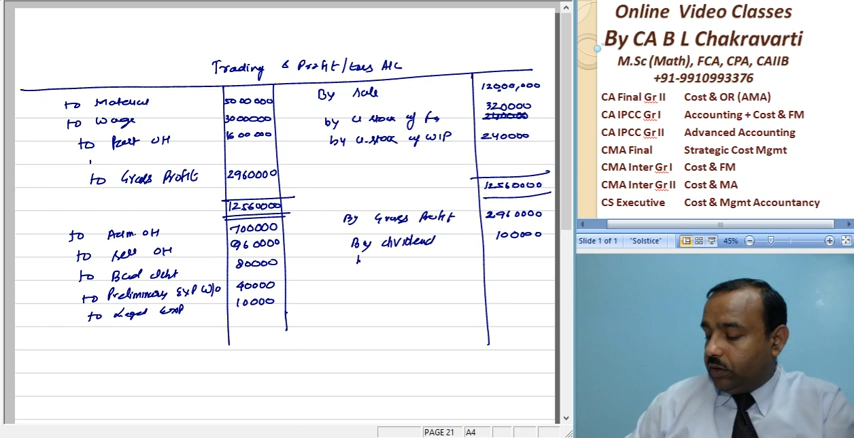 Trading & Profit/Loss A/C
To Material 5000000 By Sale 12000,000
To Wage 3000000 by Cl. stock of FG 320000
To Fact OH 1600000 by Cl. stock of WIP 240000
To Gross Profit 2960000
12560000 12560000
To Adm. OH 700000 By Gross Profit 2960000
To Sell OH 960000 By dividend 100000
To Bad debt 80000
To Preliminary Exp W/o 40000
To Legal Exp 10000
PAGE 21 A4
Online Video Classes
By CA B L Chakravarti
M.Sc(Math), FCA, CPA, CAIIB
+91-9910993376
CA Final Gr II Cost & OR (AMA)
CA IPCC Gr I Accounting + Cost & FM
CA IPCC Gr II Advanced Accounting
CMA Final Strategic Cost Mgmt
CMA Inter Gr I Cost & FM
CMA Inter Gr II Cost & MA
CS Executive Cost & Mgmt Accountancy
Slide 1 of 1 "Solstice" 45%